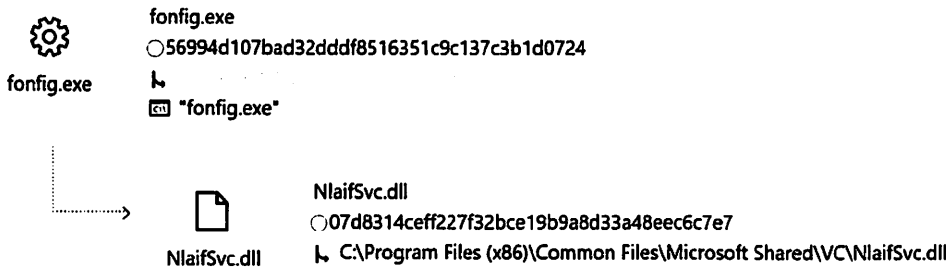 fonfig.exe
56994d107bad32dddf8516351c9c137c3b1d0724
fonfig.exe
"fonfig.exe"
NlaifSvc.dll
07d8314ceff227f32bce19b9a8d33a48eec6c7e7
NlaifSvc.dll
C:\Program Files (x86)\Common Files\Microsoft Shared\VC\NlaifSvc.dll